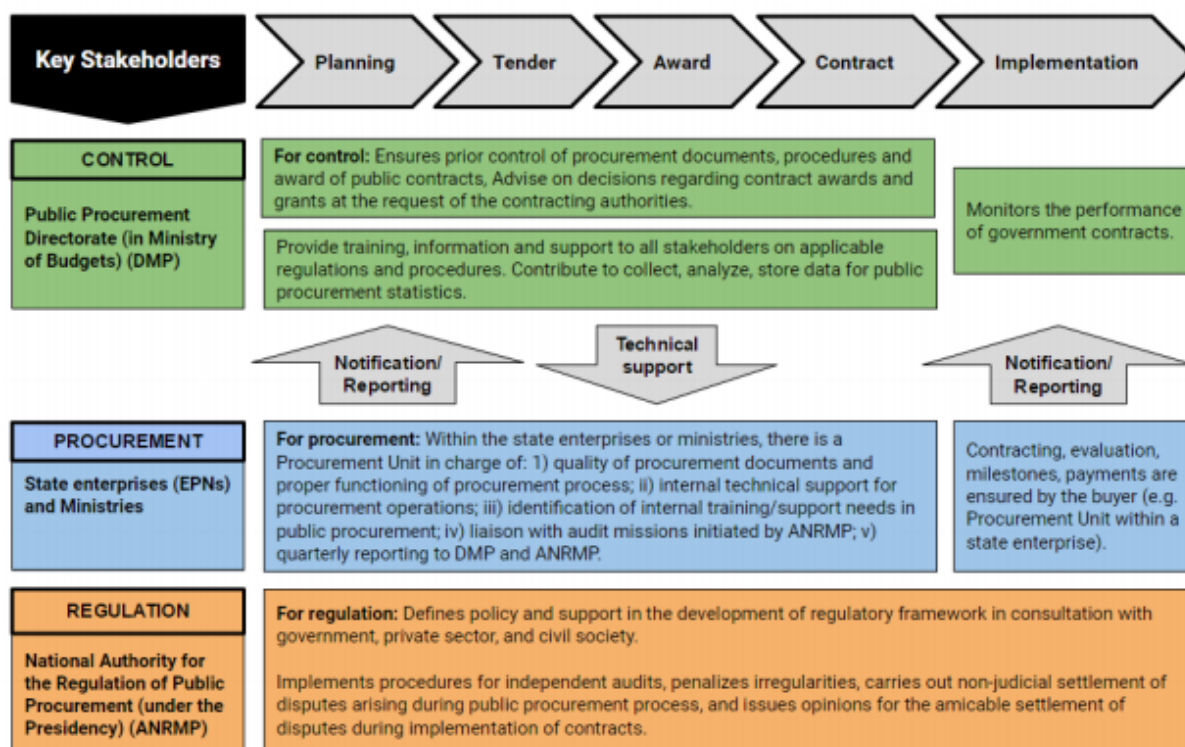 Key Stakeholders
Planning
Tender
Award
Contract
Implementation
CONTROL
Public Procurement
Directorate (in Ministry
of Budgets) (DMP)
For control: Ensures prior control of procurement documents, procedures and
award of public contracts, Advise on decisions regarding contract awards and
grants at the request of the contracting authorities.
Provide training, information and support to all stakeholders on applicable
regulations and procedures. Contribute to collect, analyze, store data for public
procurement statistics.
Monitors the performance
of government contracts.
Notification/
Reporting
Technical
support
Notification/
Reporting
PROCUREMENT
State enterprises (EPNs)
and Ministries
For procurement: Within the state enterprises or ministries, there is a
Procurement Unit in charge of: 1) quality of procurement documents and
proper functioning of procurement process; ii) internal technical support for
procurement operations; iii) identification of internal training/support needs in
public procurement; iv) liaison with audit missions initiated by ANRMP; v)
quarterly reporting to DMP and ANRMP.
Contracting, evaluation,
milestones, payments are
ensured by the buyer (e.g.
Procurement Unit within a
state enterprise).
REGULATION
National Authority for
the Regulation of Public
Procurement (under the
Presidency) (ANRMP)
For regulation: Defines policy and support in the development of regulatory framework in consultation with
government, private sector, and civil society.
Implements procedures for independent audits, penalizes irregularities, carries out non-judicial settlement of
disputes arising during public procurement process, and issues opinions for the amicable settlement of
disputes during implementation of contracts.